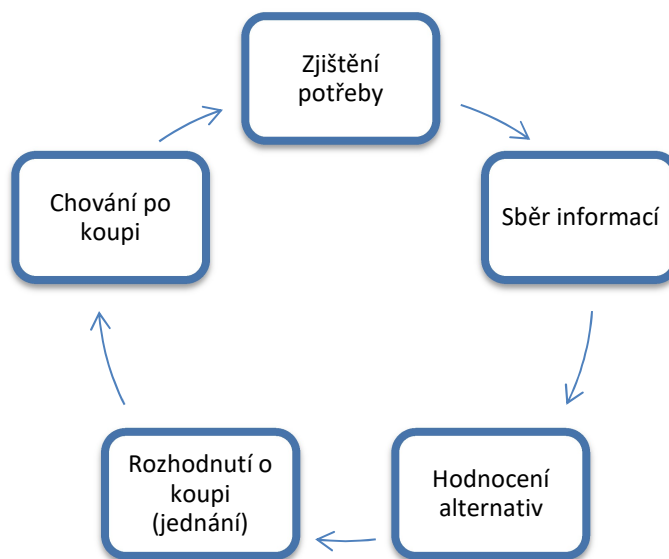 Zjištění
potřeby
Sběr informací
Hodnocení
alternativ
Rozhodnutí o
koupi
(jednání)
Chování po
koupi